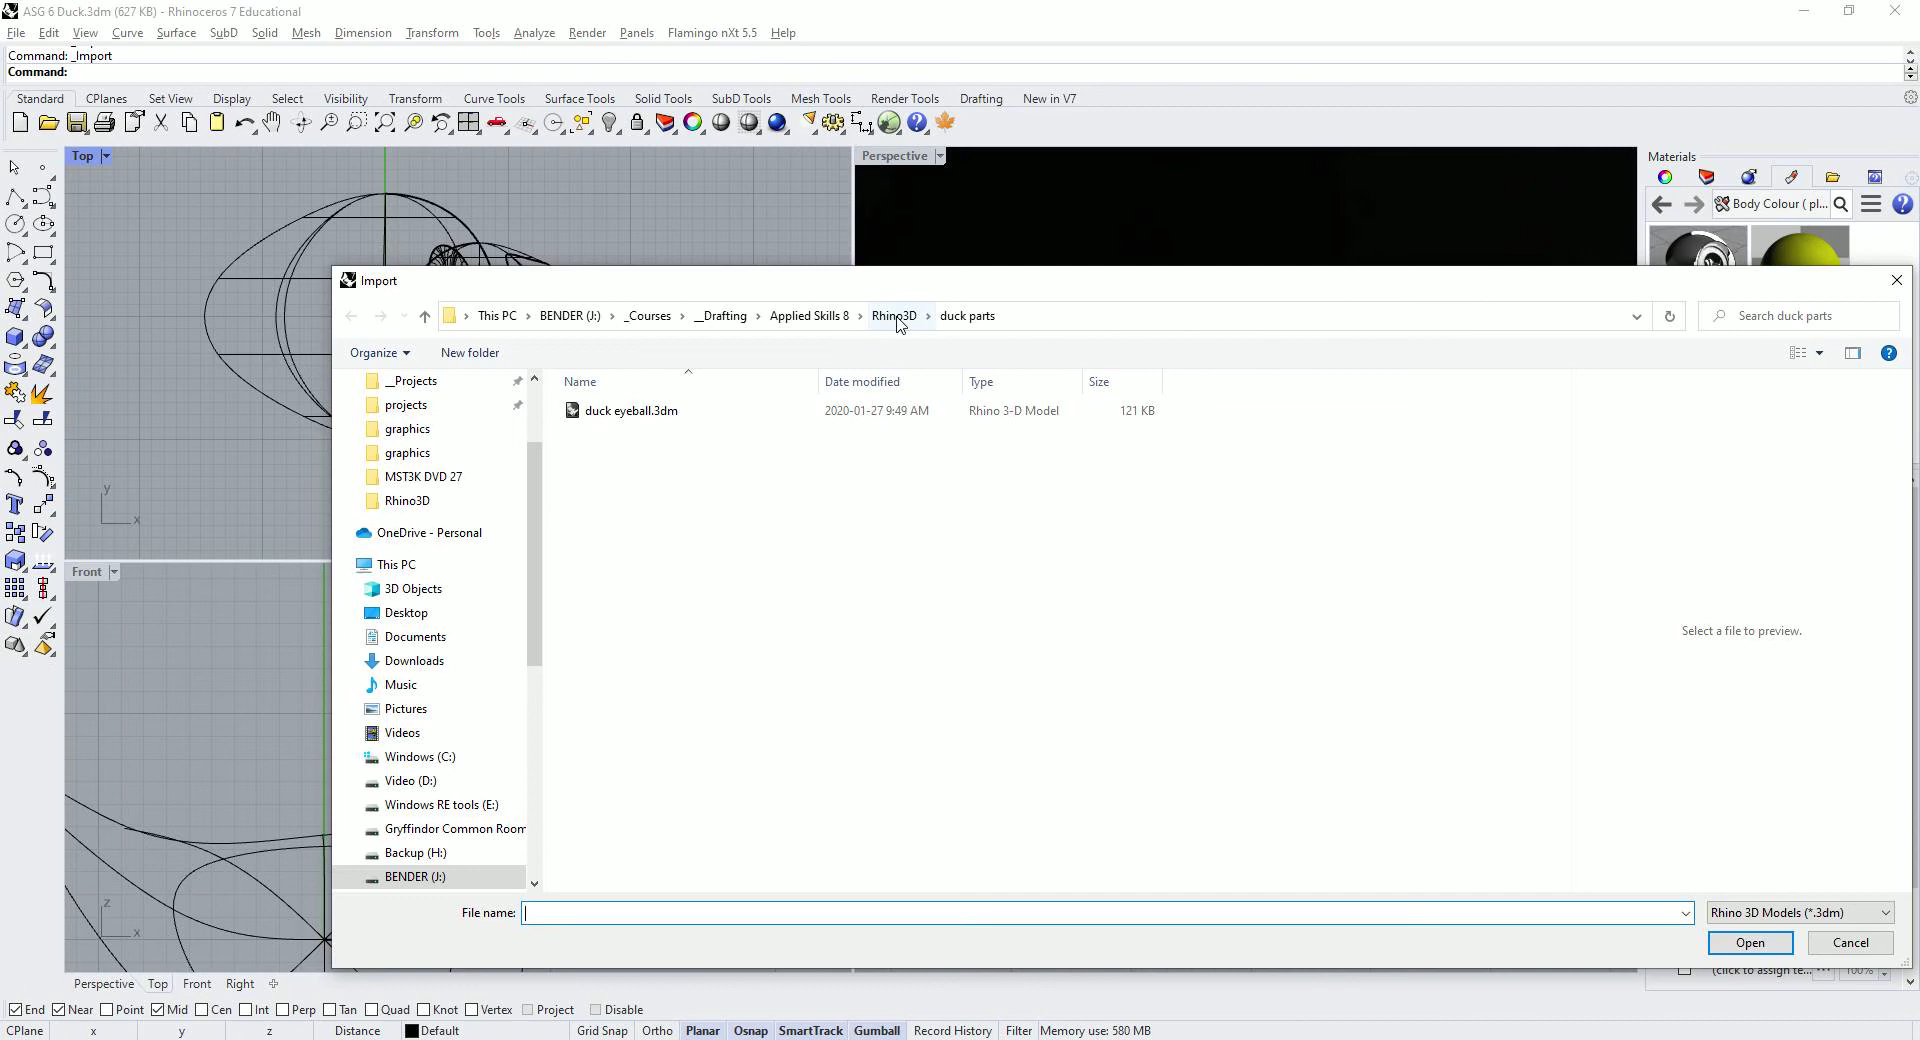 ASG 6 Duck.3dm (627 KB) - Rhinoceros 7 Educational
File Edit View Curve Surface SubD Solid Mesh Dimension Transform Tools Analyze Render Panels Flamingo nXt 5.5 Help
Command: _Import
Command:
Standard CPlanes Set View Display Select Visibility Transform Curve Tools Surface Tools Solid Tools SubD Tools Mesh Tools Render Tools Drafting New in V7
Top
Perspective
Materials
Body Colour ( pl...
Import
This PC > BENDER (J:) > _Courses > __Drafting > Applied Skills 8 > Rhino3D > duck parts
Search duck parts
Organize
New folder
Name Date modified Type Size
duck eyeball.3dm 2020-01-27 9:49 AM Rhino 3-D Model 121 KB
__Projects
projects
graphics
graphics
MST3K DVD 27
Rhino3D
OneDrive - Personal
This PC
3D Objects
Desktop
Documents
Downloads
Music
Pictures
Videos
Windows (C:)
Video (D:)
Windows RE tools (E:)
Gryffindor Common Room
Backup (H:)
BENDER (J:)
Select a file to preview.
y
x
Front
z
x
File name:
Rhino 3D Models (*.3dm)
Open
Cancel
(click to assign te... 100%
Perspective Top Front Right
End Near Point Mid Cen Int Perp Tan Quad Knot Vertex Project Disable
CPlane x y z Distance Default Grid Snap Ortho Planar Osnap SmartTrack Gumball Record History Filter Memory use: 580 MB